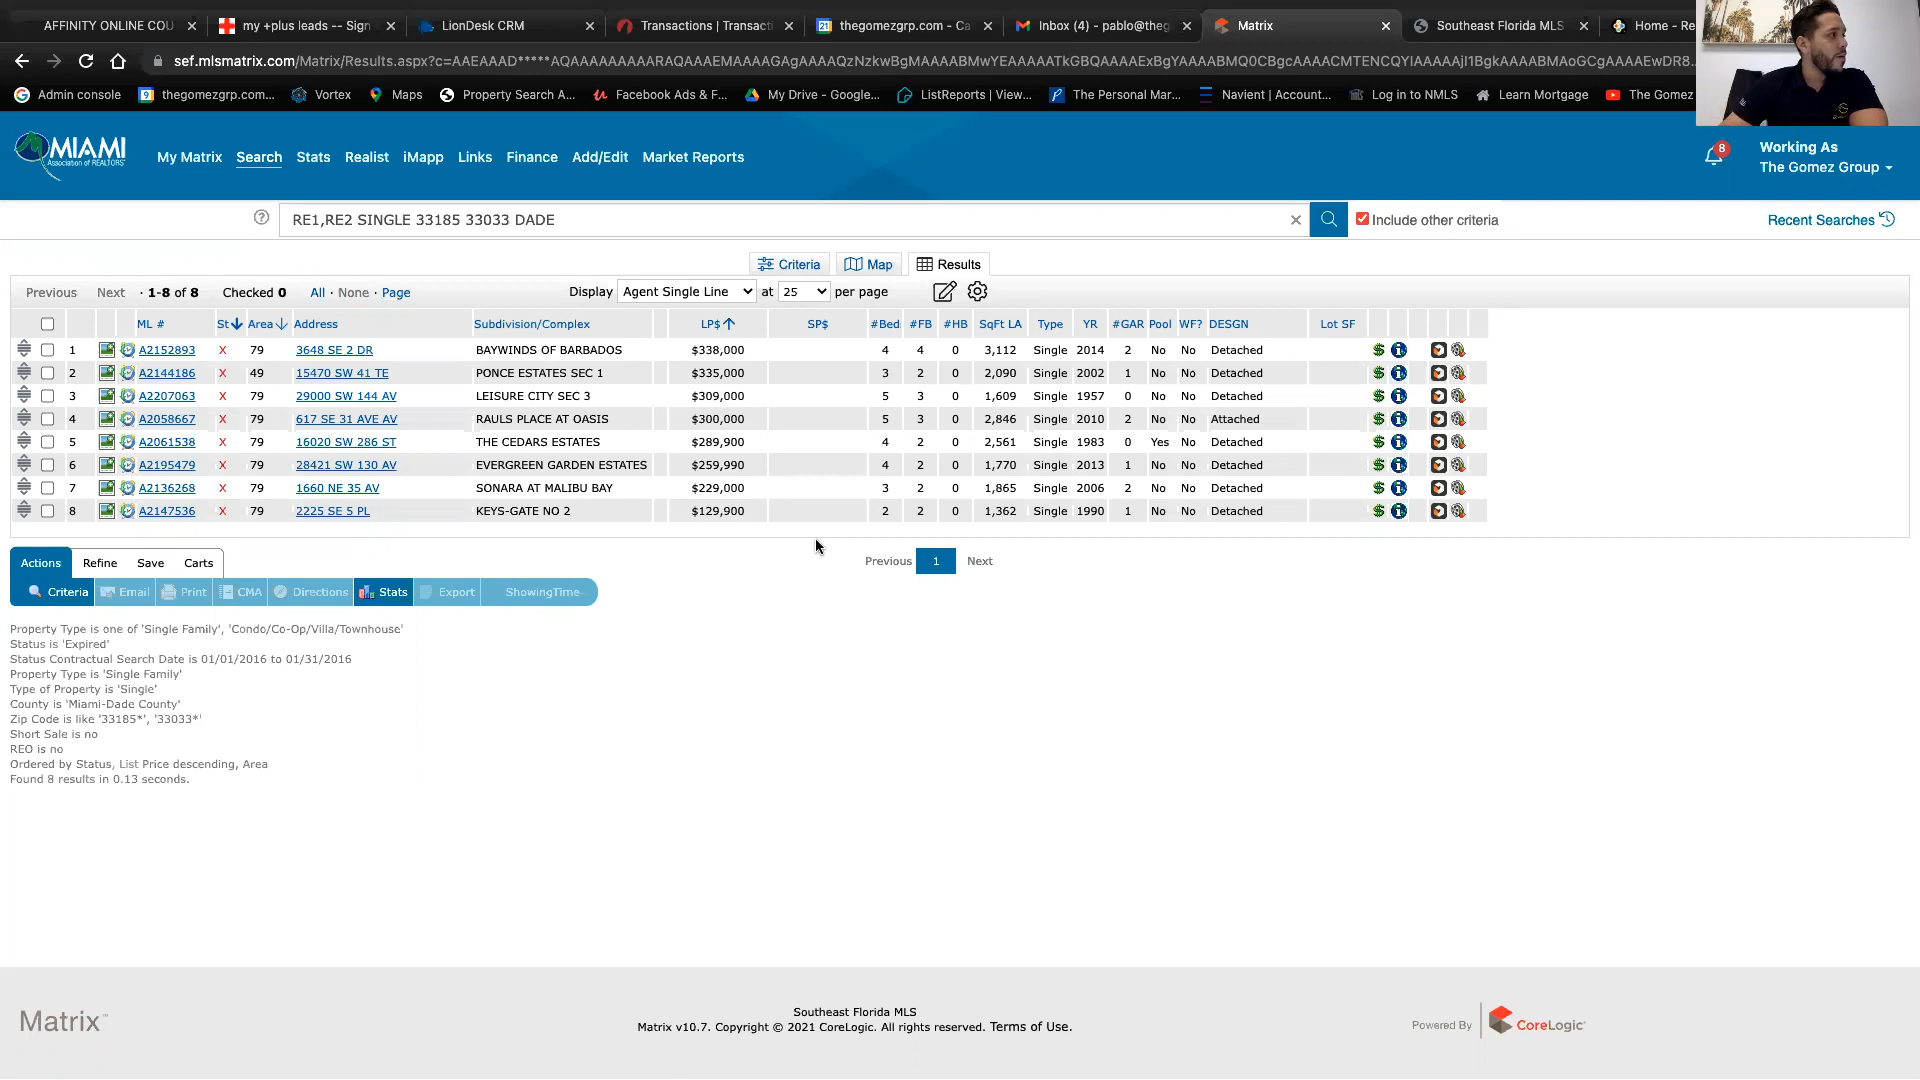 AFFINITY ONLINE COU
my +plus leads -- Sign
LionDesk CRM
Transactions | Transacti
thegomezgrp.com - Ca
Inbox (4) - pablo@theg
Matrix
Southeast Florida MLS
Home - Re
sef.mlsmatrix.com/Matrix/Results.aspx?c=
Admin console
thegomezgrp.com...
Vortex
Maps
Property Search A...
Facebook Ads & F...
My Drive - Google...
ListReports | View...
The Personal Mar...
Navient | Account...
Log in to NMLS
Learn Mortgage
The Gomez
MIAMI
Association of REALTORS
My Matrix Search Stats Realist iMapp Links Finance Add/Edit Market Reports
8
Working As
The Gomez Group
RE1,RE2 SINGLE 33185 33033 DADE
Include other criteria
Recent Searches
Criteria Map Results
Previous Next · 1-8 of 8 Checked 0 All · None · Page Display Agent Single Line at 25 per page
ML # St Area Address Subdivision/Complex LP$ SP$ #Bed #FB #HB SqFt LA Type YR #GAR Pool WF? DESGN Lot SF
1 A2152893 X 79 3648 SE 2 DR BAYWINDS OF BARBADOS $338,000 4 4 0 3,112 Single 2014 2 No No Detached
2 A2144186 X 49 15470 SW 41 TE PONCE ESTATES SEC 1 $335,000 3 2 0 2,090 Single 2002 1 No No Detached
3 A2207063 X 79 29000 SW 144 AV LEISURE CITY SEC 3 $309,000 5 3 0 1,609 Single 1957 0 No No Detached
4 A2058667 X 79 617 SE 31 AVE AV RAULS PLACE AT OASIS $300,000 5 3 0 2,846 Single 2010 2 No No Attached
5 A2061538 X 79 16020 SW 286 ST THE CEDARS ESTATES $289,900 4 2 0 2,561 Single 1983 0 Yes No Detached
6 A2195479 X 79 28421 SW 130 AV EVERGREEN GARDEN ESTATES $259,990 4 2 0 1,770 Single 2013 1 No No Detached
7 A2136268 X 79 1660 NE 35 AV SONARA AT MALIBU BAY $229,000 3 2 0 1,865 Single 2006 2 No No Detached
8 A2147536 X 79 2225 SE 5 PL KEYS-GATE NO 2 $129,900 2 2 0 1,362 Single 1990 1 No No Detached
Previous 1 Next
Actions Refine Save Carts
Criteria Email Print CMA Directions Stats Export ShowingTime
Property Type is one of 'Single Family', 'Condo/Co-Op/Villa/Townhouse'
Status is 'Expired'
Status Contractual Search Date is 01/01/2016 to 01/31/2016
Property Type is 'Single Family'
Type of Property is 'Single'
County is 'Miami-Dade County'
Zip Code is like '33185*', '33033*'
Short Sale is no
REO is no
Ordered by Status, List Price descending, Area
Found 8 results in 0.13 seconds.
Matrix™
Southeast Florida MLS
Matrix v10.7. Copyright © 2021 CoreLogic. All rights reserved. Terms of Use.
Powered By
CoreLogic